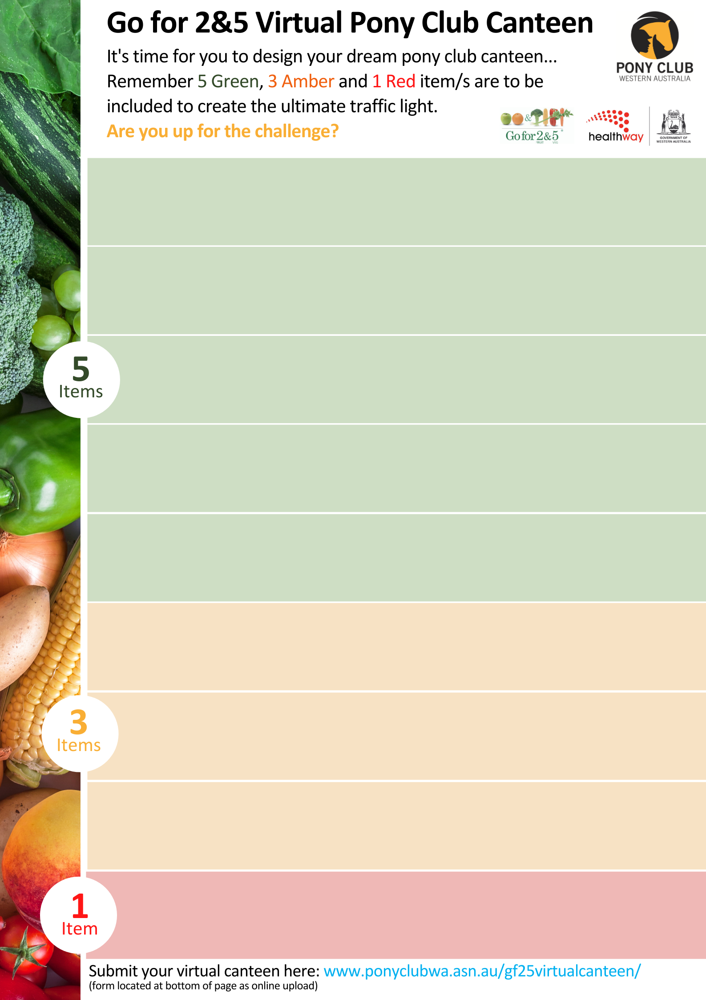 Go for 2&5 Virtual Pony Club Canteen
It's time for you to design your dream pony club canteen...
Remember 5 Green, 3 Amber and 1 Red item/s are to be
included to create the ultimate traffic light.
Are you up for the challenge?
PONY CLUB
WESTERN AUSTRALIA
&
Go for 2&5®
FRUIT VEG
healthway
GOVERNMENT OF
WESTERN AUSTRALIA
5
Items
3
Items
1
Item
Submit your virtual canteen here: www.ponyclubwa.asn.au/gf25virtualcanteen/
(form located at bottom of page as online upload)